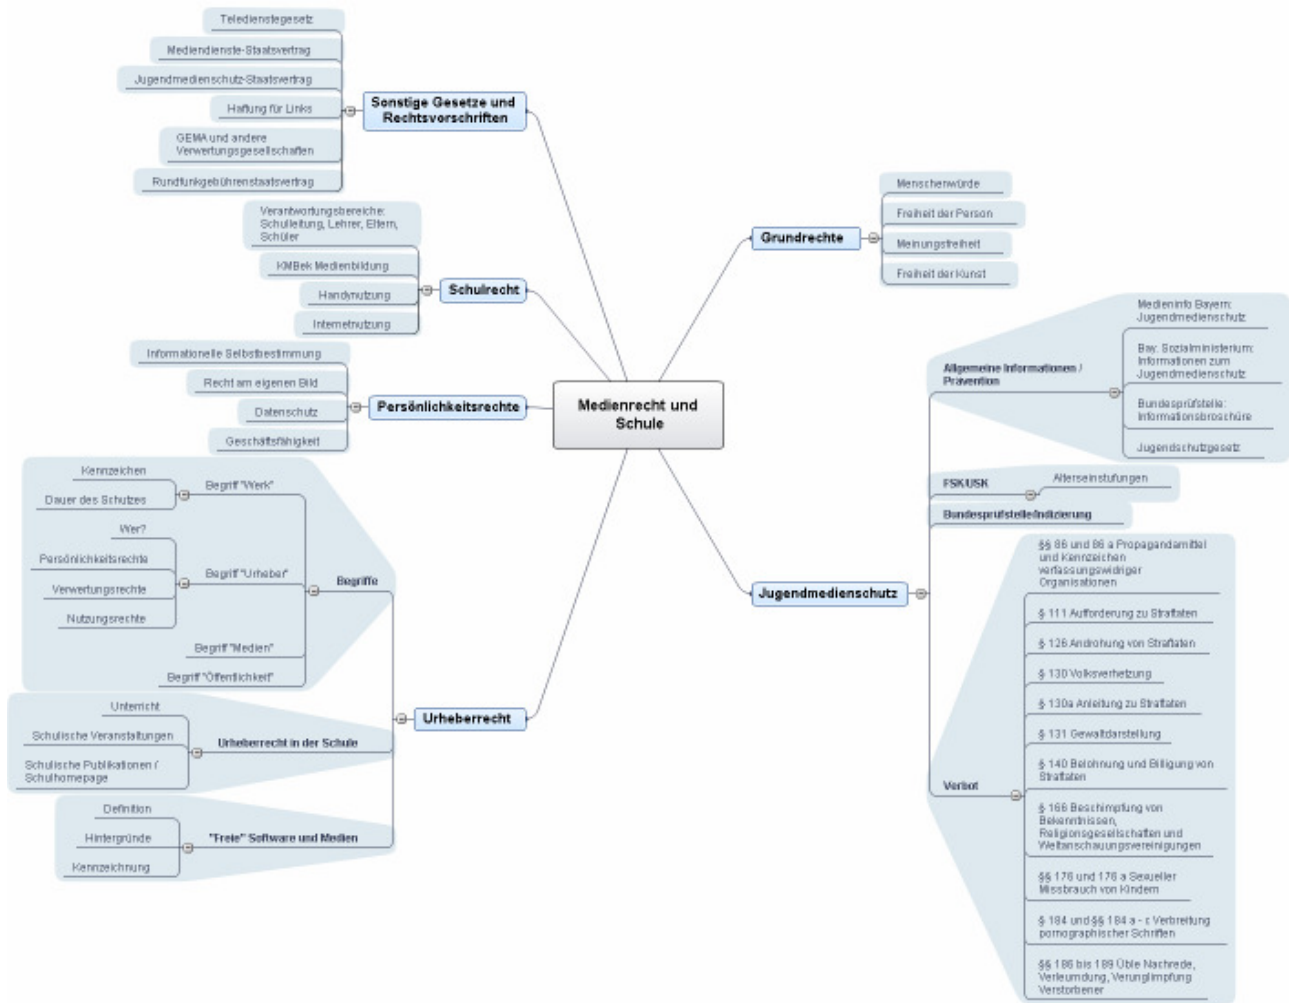 Teledienstegesetz
Mediendienste-Staatsvertrag
Jugendmedienschutz-Staatsvertrag
Haftung für Links
GEMA und andere
Verwertungsgesellschaften
Rundfunkgebührenstaatsvertrag
Sonstige Gesetze und
Rechtsvorschriften
Verantwortungsbereiche:
Schulleitung, Lehrer, Eltern,
Schüler
KMBek Medienbildung
Handynutzung
Internetnutzung
Schulrecht
Informationelle Selbstbestimmung
Recht am eigenen Bild
Datenschutz
Geschäftsfähigkeit
Persönlichkeitsrechte
Medienrecht und
Schule
Kennzeichen
Dauer des Schutzes
Begriff "Werk"
Wer?
Persönlichkeitsrechte
Verwertungsrechte
Nutzungsrechte
Begriff "Urheber"
Begriff "Medien"
Begriff "Öffentlichkeit"
Begriffe
Unterricht
Schulische Veranstaltungen
Schulische Publikationen /
Schulhomepage
Urheberrecht in der Schule
Definition
Hintergründe
Kennzeichnung
"Freie" Software und Medien
Urheberrecht
Grundrechte
Menschenwürde
Freiheit der Person
Meinungsfreiheit
Freiheit der Kunst
Jugendmedienschutz
Allgemeine Informationen /
Prävention
Medieninfo Bayern:
Jugendmedienschutz
Bay. Sozialministerium:
Informationen zum
Jugendmedienschutz
Bundesprüfstelle:
Informationsbroschüre
Jugendschutzgesetz
FSK/USK
Alterseinstufungen
Bundesprüfstelle/Indizierung
Verbot
§§ 86 und 86 a Propagandamittel
und Kennzeichen
verfassungswidriger
Organisationen
§ 111 Aufforderung zu Straftaten
§ 126 Androhung von Straftaten
§ 130 Volksverhetzung
§ 130a Anleitung zu Straftaten
§ 131 Gewaltdarstellung
§ 140 Belohnung und Billigung von
Straftaten
§ 166 Beschimpfung von
Bekenntnissen,
Religionsgesellschaften und
Weltanschauungsvereinigungen
§§ 176 und 176 a Sexueller
Missbrauch von Kindern
§ 184 und §§ 184 a - c Verbreitung
pornographischer Schriften
§§ 186 bis 189 Üble Nachrede,
Verleumdung, Verunglimpfung
Verstorbener